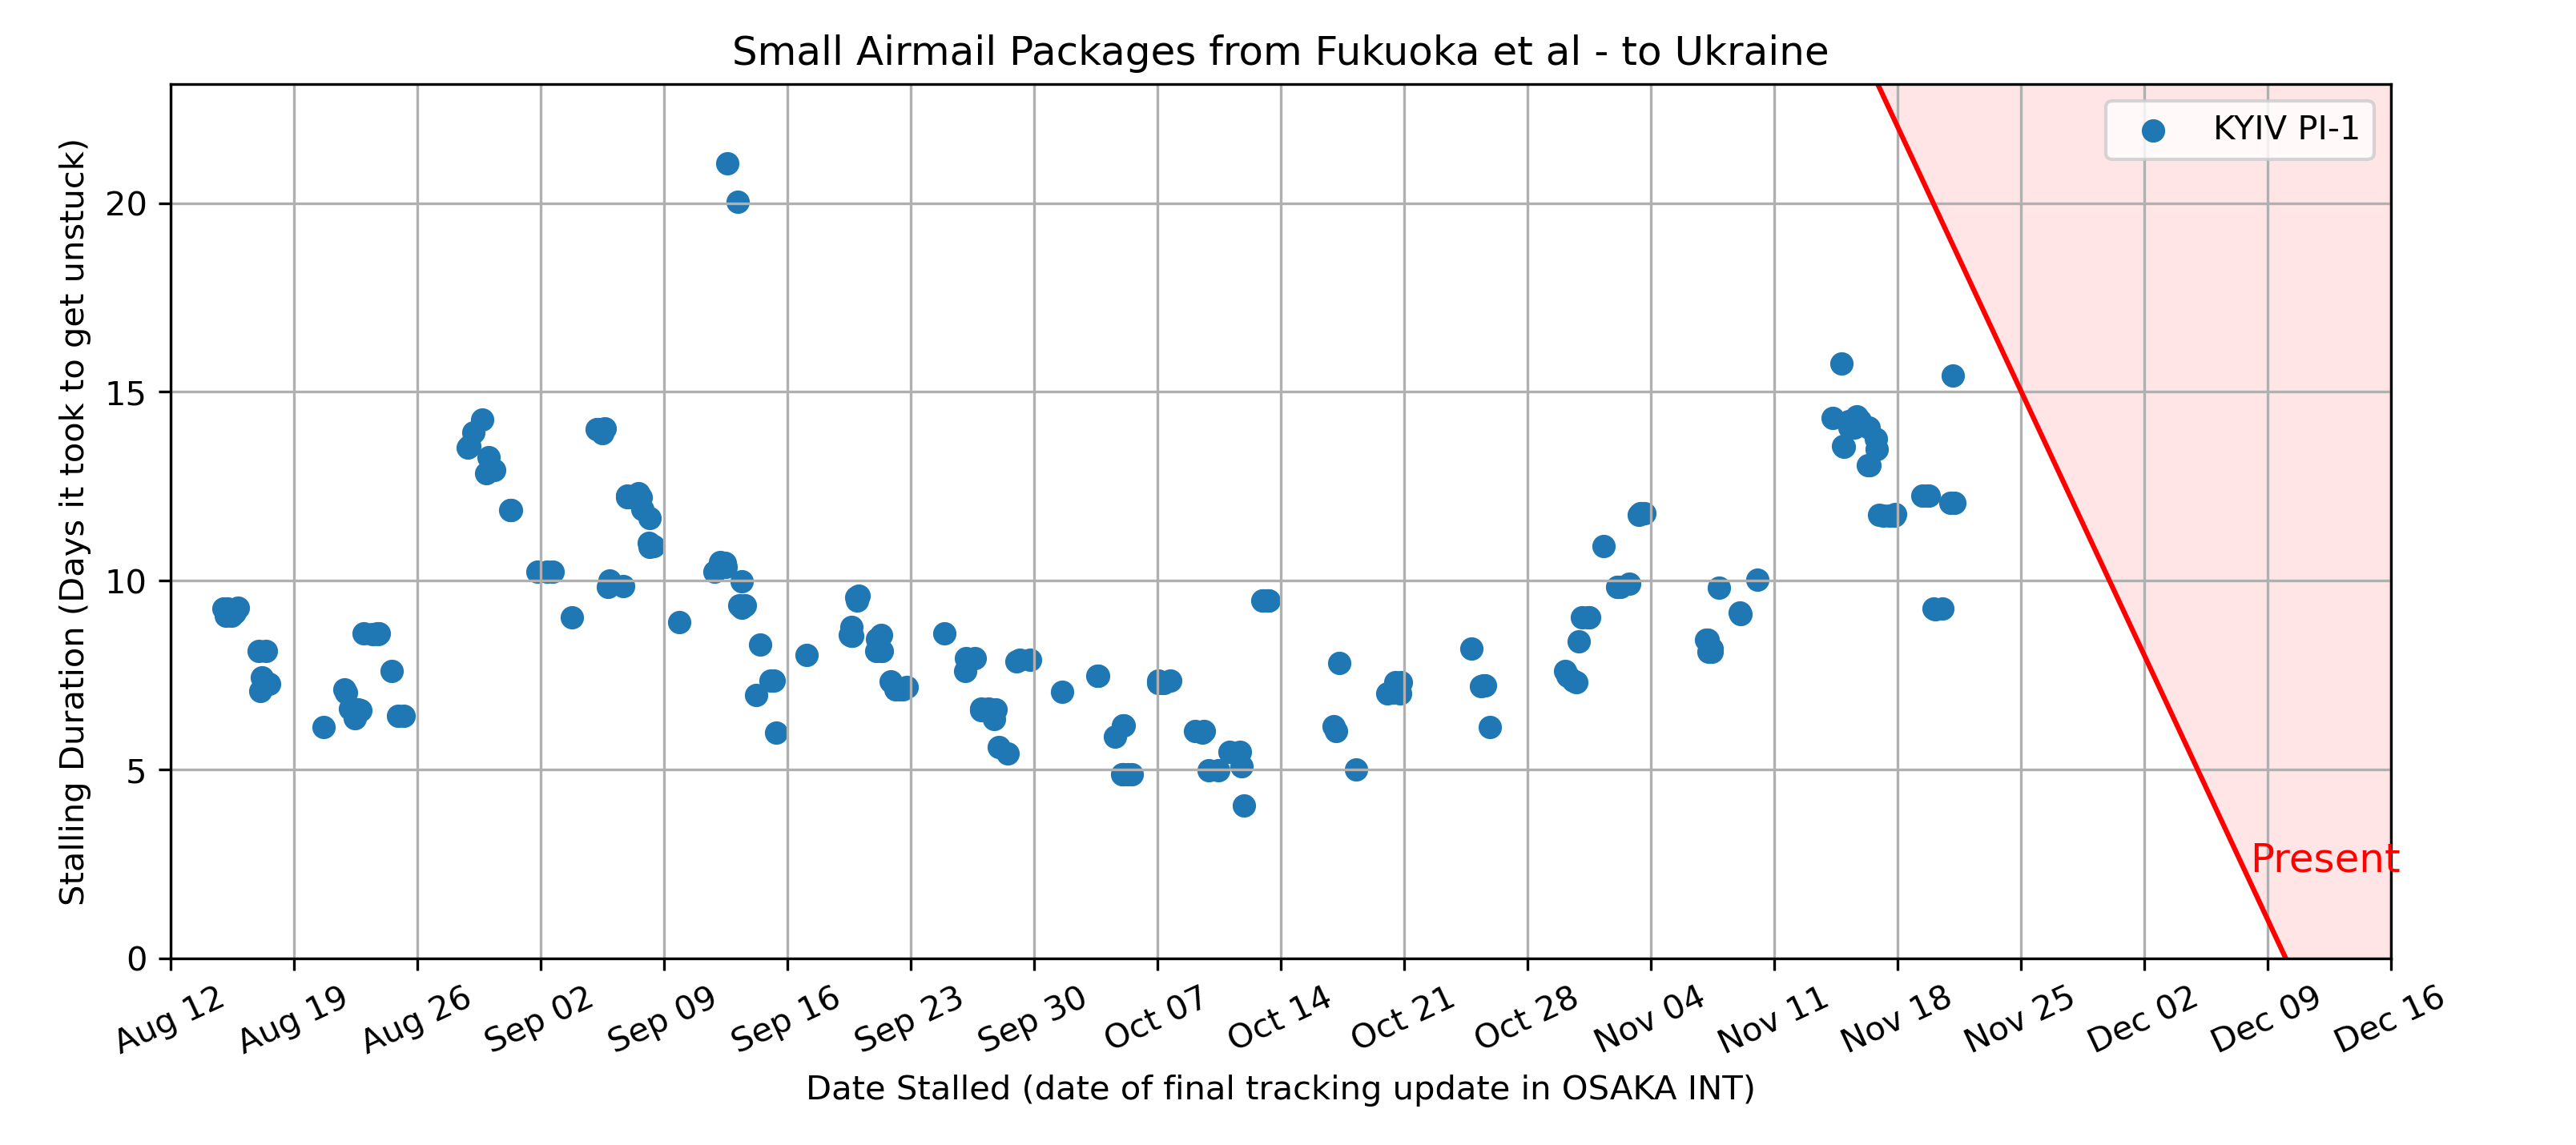 Small Airmail Packages from Fukuoka et al - to Ukraine
KYIV PI-1
Stalling Duration (Days it took to get unstuck)
20
15
10
5
0
Present
Aug 12
Aug 19
Aug 26
Sep 02
Sep 09
Sep 16
Sep 23
Sep 30
Oct 07
Oct 14
Oct 21
Oct 28
Nov 04
Nov 11
Nov 18
Nov 25
Dec 02
Dec 09
Dec 16
Date Stalled (date of final tracking update in OSAKA INT)